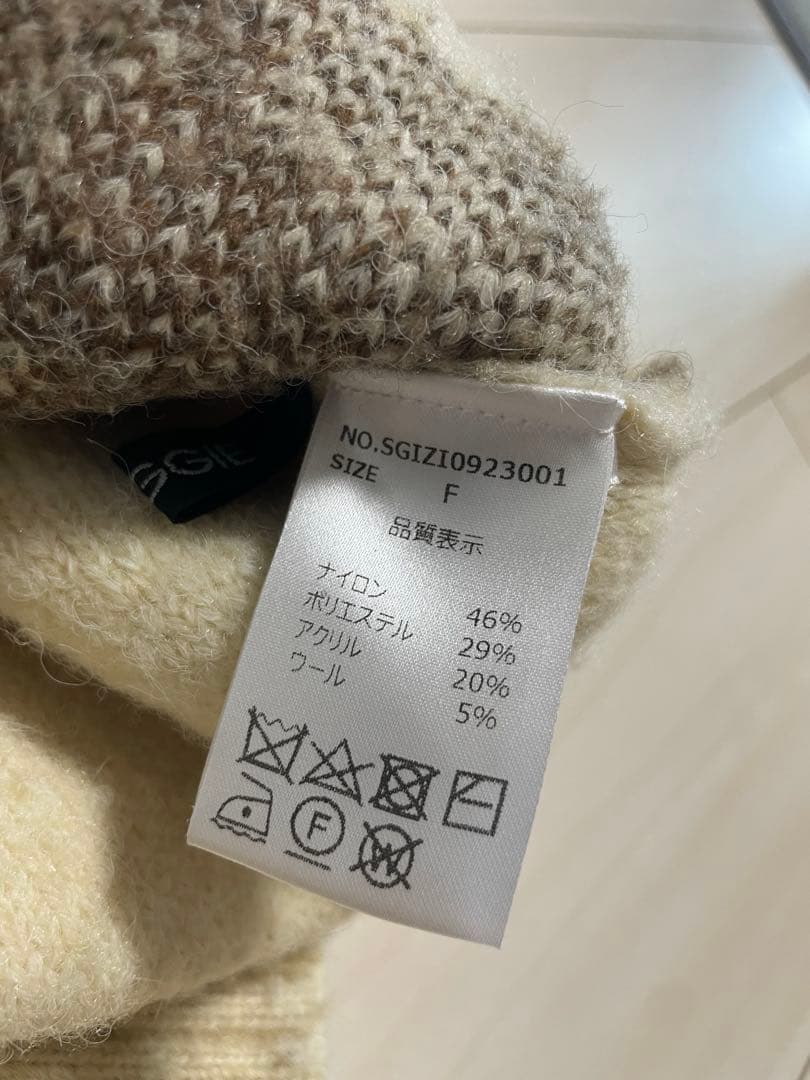 GGIE
NO.SGIZI0923001
SIZE F
品質表示
ナイロン 46%
ポリエステル 29%
アクリル 20%
ウール 5%
F
W